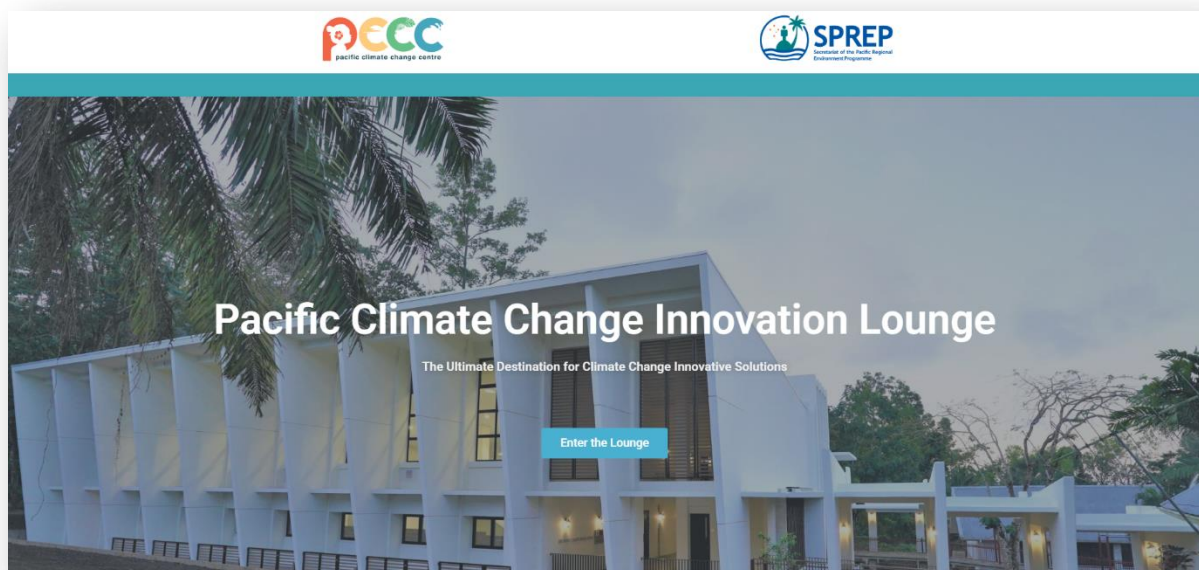 pccc
pacific climate change centre
SPREP
Secretariat of the Pacific Regional
Environment Programme
Pacific Climate Change Innovation Lounge
The Ultimate Destination for Climate Change Innovative Solutions
Enter the Lounge